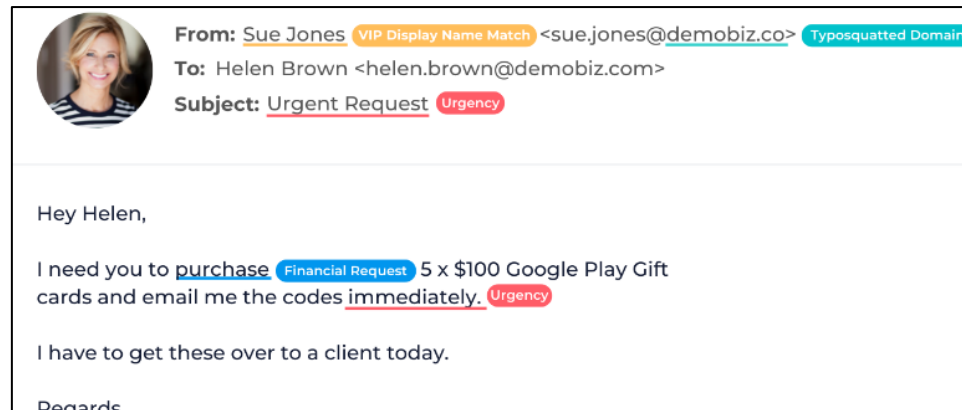 From: Sue Jones VIP Display Name Match <sue.jones@demobiz.co> Typosquatted Domain
To: Helen Brown <helen.brown@demobiz.com>
Subject: Urgent Request Urgency
Hey Helen,
I need you to purchase Financial Request 5 x $100 Google Play Gift
cards and email me the codes immediately. Urgency
I have to get these over to a client today.
Regards